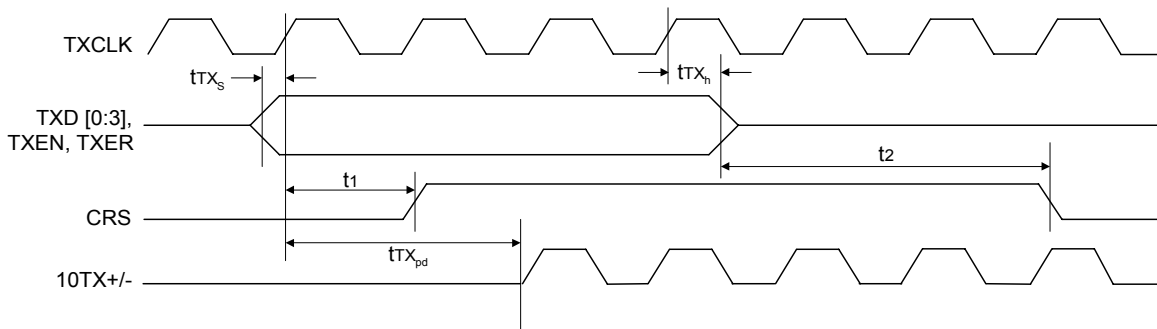 TXCLK
tTXS
tTXh
TXD [0:3],
TXEN, TXER
t2
t1
CRS
tTXpd
10TX+/-